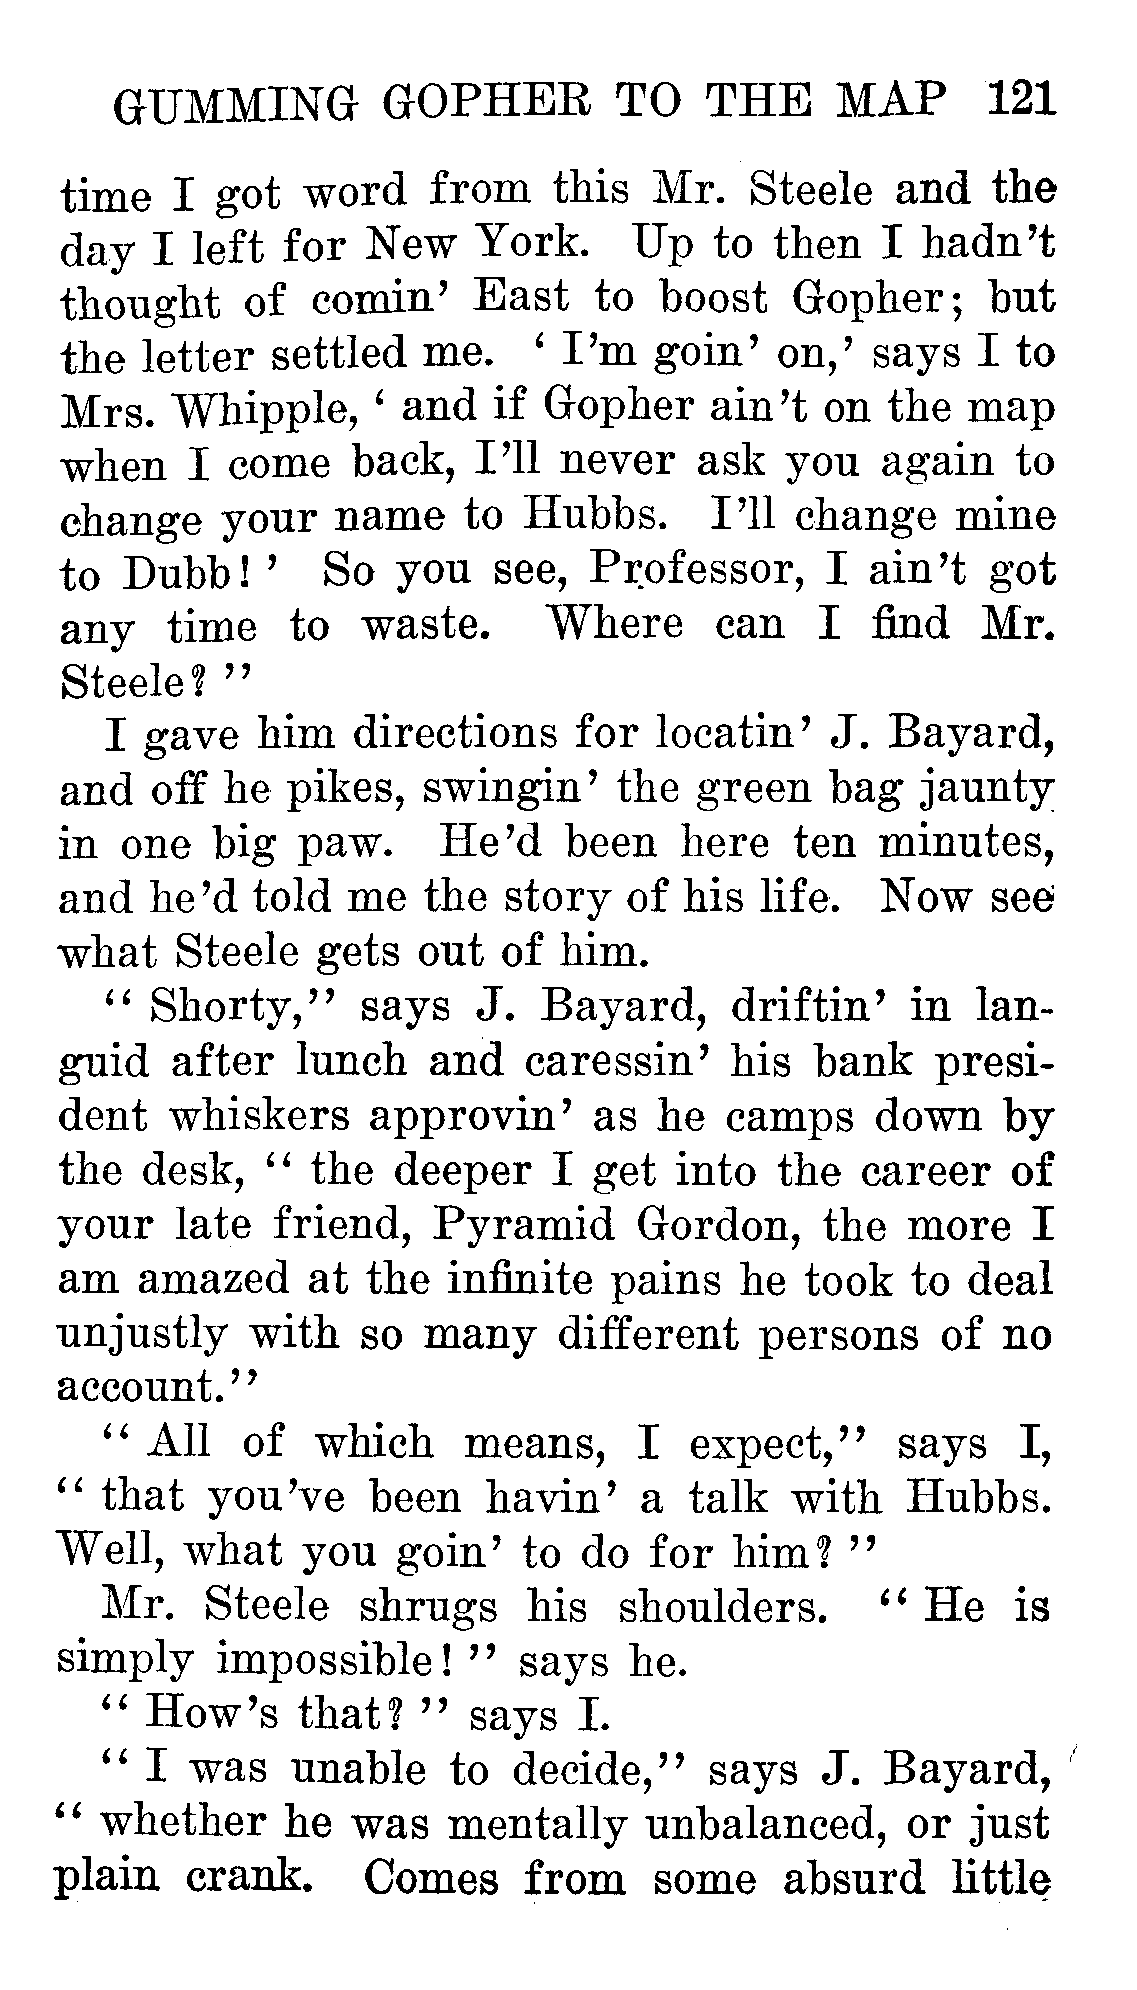 GUMMING GOPHER TO THE MAP 121
time I got word from this Mr. Steele and the
day I left for New York. Up to then I hadn't
thought of comin' East to boost Gopher; but
the letter settled me. ' I'm goin' on,' says I to
Mrs. Whipple, ' and if Gopher ain't on the map
when I come back, I'll never ask you again to
change your name to Hubbs. I'll change mine
to Dubb! ' So you see, Professor, I ain't got
any time to waste. Where can I find Mr.
Steele? "
I gave him directions for locatin' J. Bayard,
and off he pikes, swingin' the green bag jaunty
in one big paw. He'd been here ten minutes,
and he'd told me the story of his life. Now see
what Steele gets out of him.
" Shorty," says J. Bayard, driftin' in lan-
guid after lunch and caressin' his bank presi-
dent whiskers approvin' as he camps down by
the desk, " the deeper I get into the career of
your late friend, Pyramid Gordon, the more I
am amazed at the infinite pains he took to deal
unjustly with so many different persons of no
account."
" All of which means, I expect," says I,
" that you've been havin' a talk with Hubbs.
Well, what you goin' to do for him? "
Mr. Steele shrugs his shoulders. " He is
simply impossible! " says he.
" How's that? " says I.
" I was unable to decide," says J. Bayard,
" whether he was mentally unbalanced, or just
plain crank. Comes from some absurd little